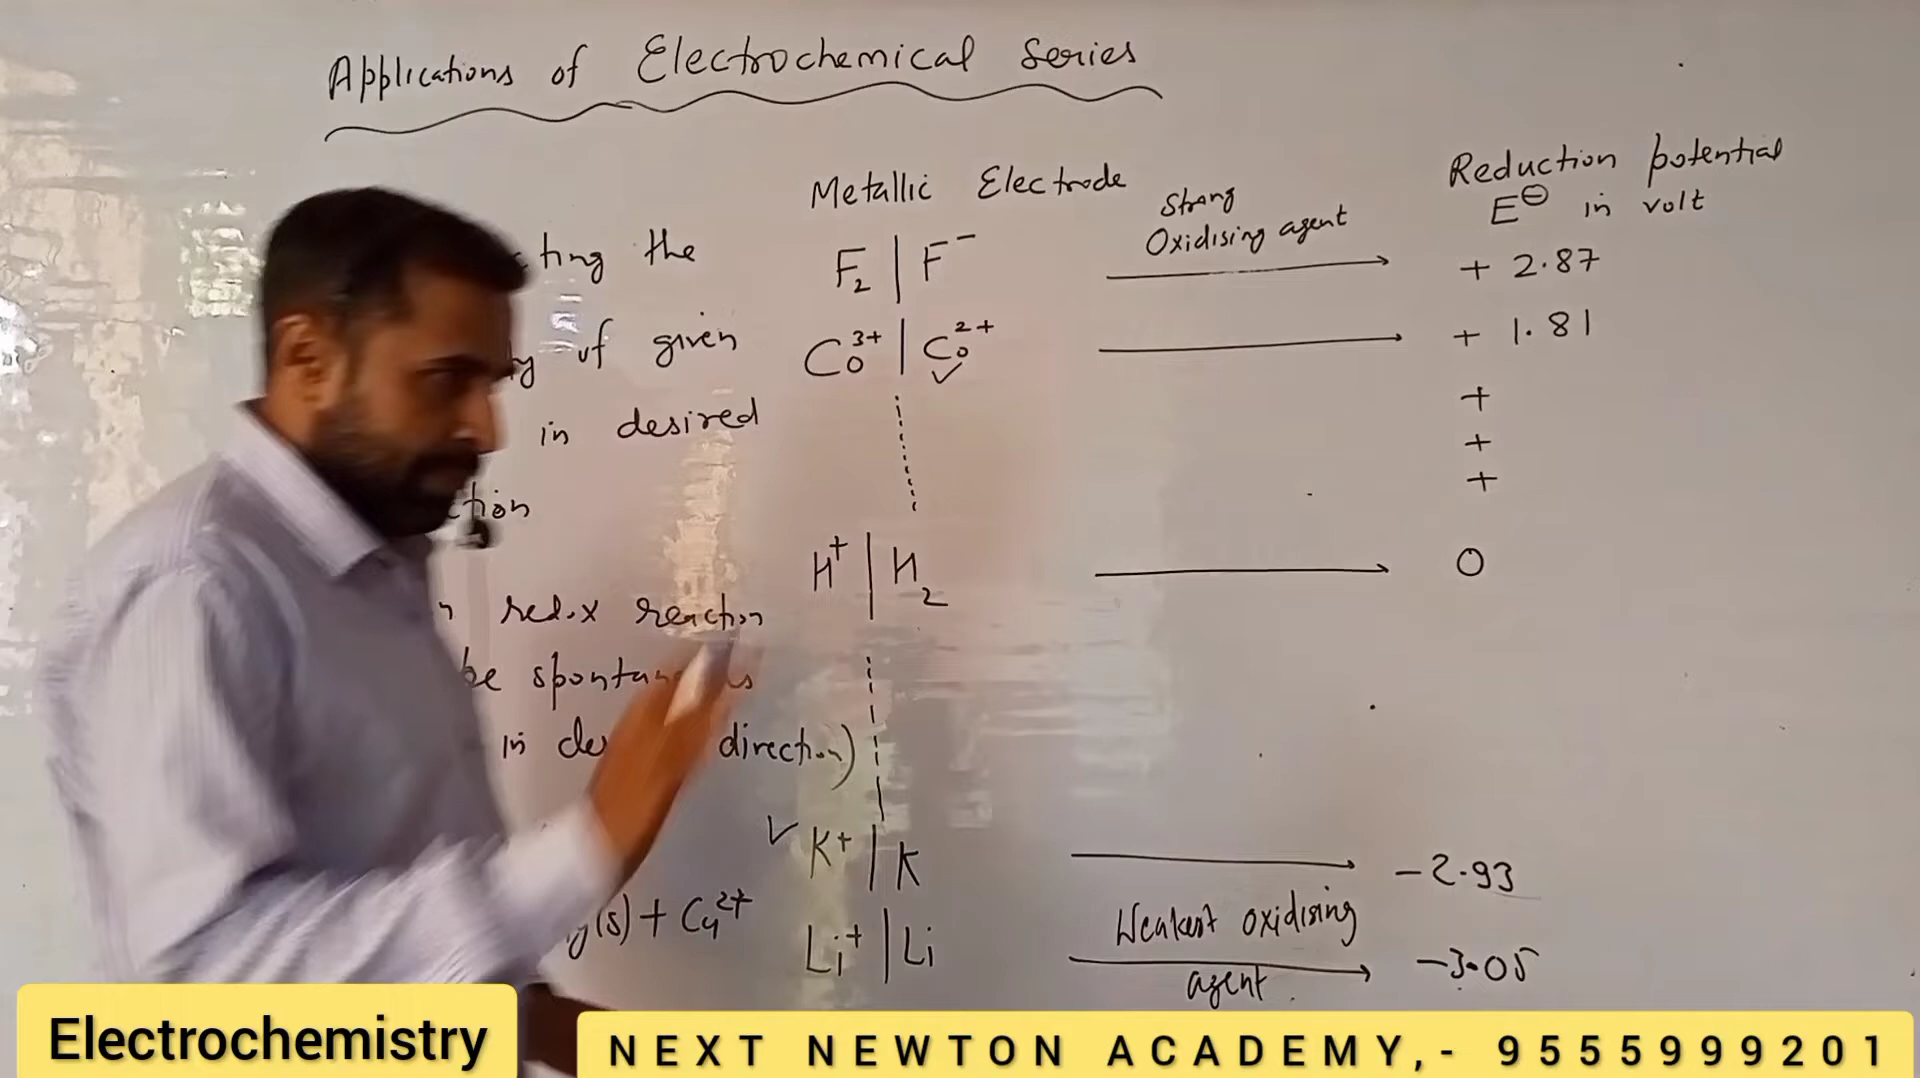 Applications of Electrochemical Series
Metallic Electrode
Reduction potential
E⊖ in volt
Strong
Oxidising agent
the
of given
in desired
redox reaction
be
in direction)
F₂ | F⁻
+ 2.87
Co³⁺ | Co²⁺
+ 1.81
+
+
+
H⁺ | H₂
0
✓ K⁺ | K
-2.93
(s) + Cu²⁺
Li⁺ | Li
Weakest oxidising
agent.
-3.05
Electrochemistry
NEXT NEWTON ACADEMY,- 9555999201